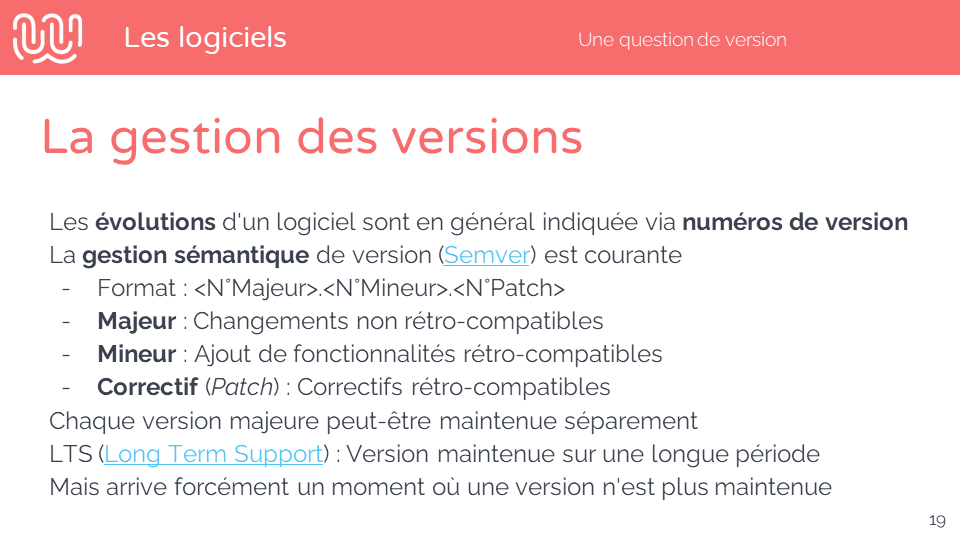 Les logiciels
Une question de version
La gestion des versions
Les évolutions d'un logiciel sont en général indiquée via numéros de version
La gestion sémantique de version (Semver) est courante
- Format : <N°Majeur>.<N°Mineur>.<N°Patch>
- Majeur : Changements non rétro-compatibles
- Mineur : Ajout de fonctionnalités rétro-compatibles
- Correctif (Patch) : Correctifs rétro-compatibles
Chaque version majeure peut-être maintenue séparement
LTS (Long Term Support) : Version maintenue sur une longue période
Mais arrive forcément un moment où une version n'est plus maintenue
19